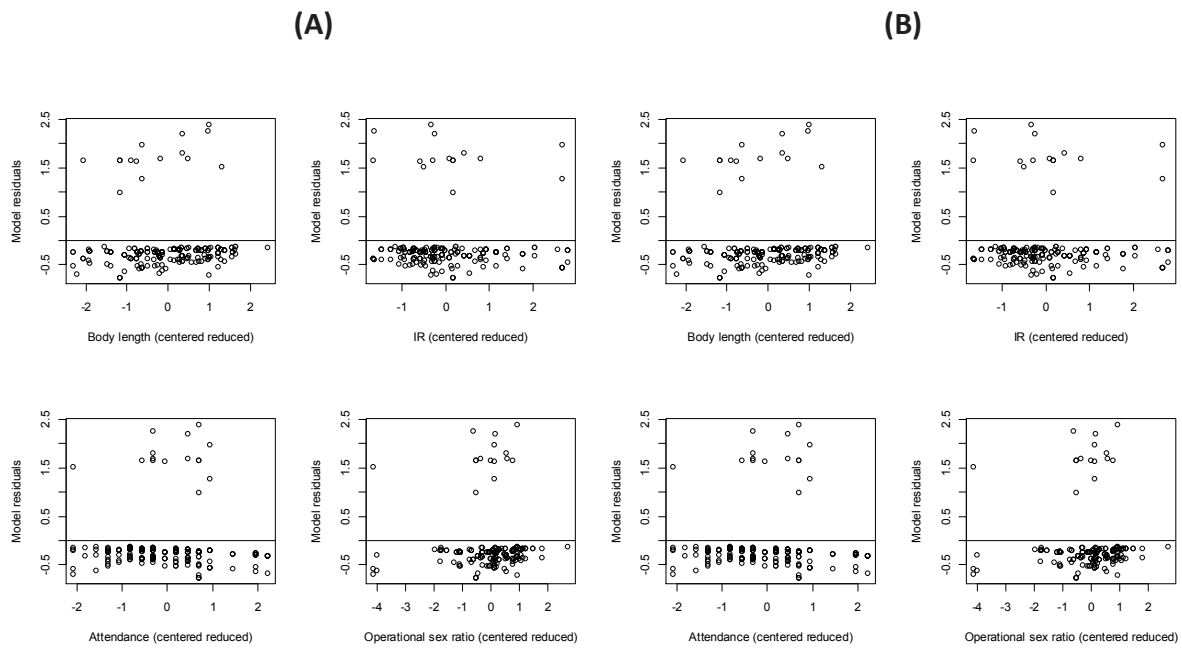 (A)
(B)
Model residuals
-0.5 0.5 1.5 2.5
-2 -1 0 1 2
Body length (centered reduced)
Model residuals
-0.5 0.5 1.5 2.5
-1 0 1 2
IR (centered reduced)
Model residuals
-0.5 0.5 1.5 2.5
-2 -1 0 1 2
Body length (centered reduced)
Model residuals
-0.5 0.5 1.5 2.5
-1 0 1 2
IR (centered reduced)
Model residuals
-0.5 0.5 1.5 2.5
-2 -1 0 1 2
Attendance (centered reduced)
Model residuals
-0.5 0.5 1.5 2.5
-4 -3 -2 -1 0 1 2
Operational sex ratio (centered reduced)
Model residuals
-0.5 0.5 1.5 2.5
-2 -1 0 1 2
Attendance (centered reduced)
Model residuals
-0.5 0.5 1.5 2.5
-4 -3 -2 -1 0 1 2
Operational sex ratio (centered reduced)